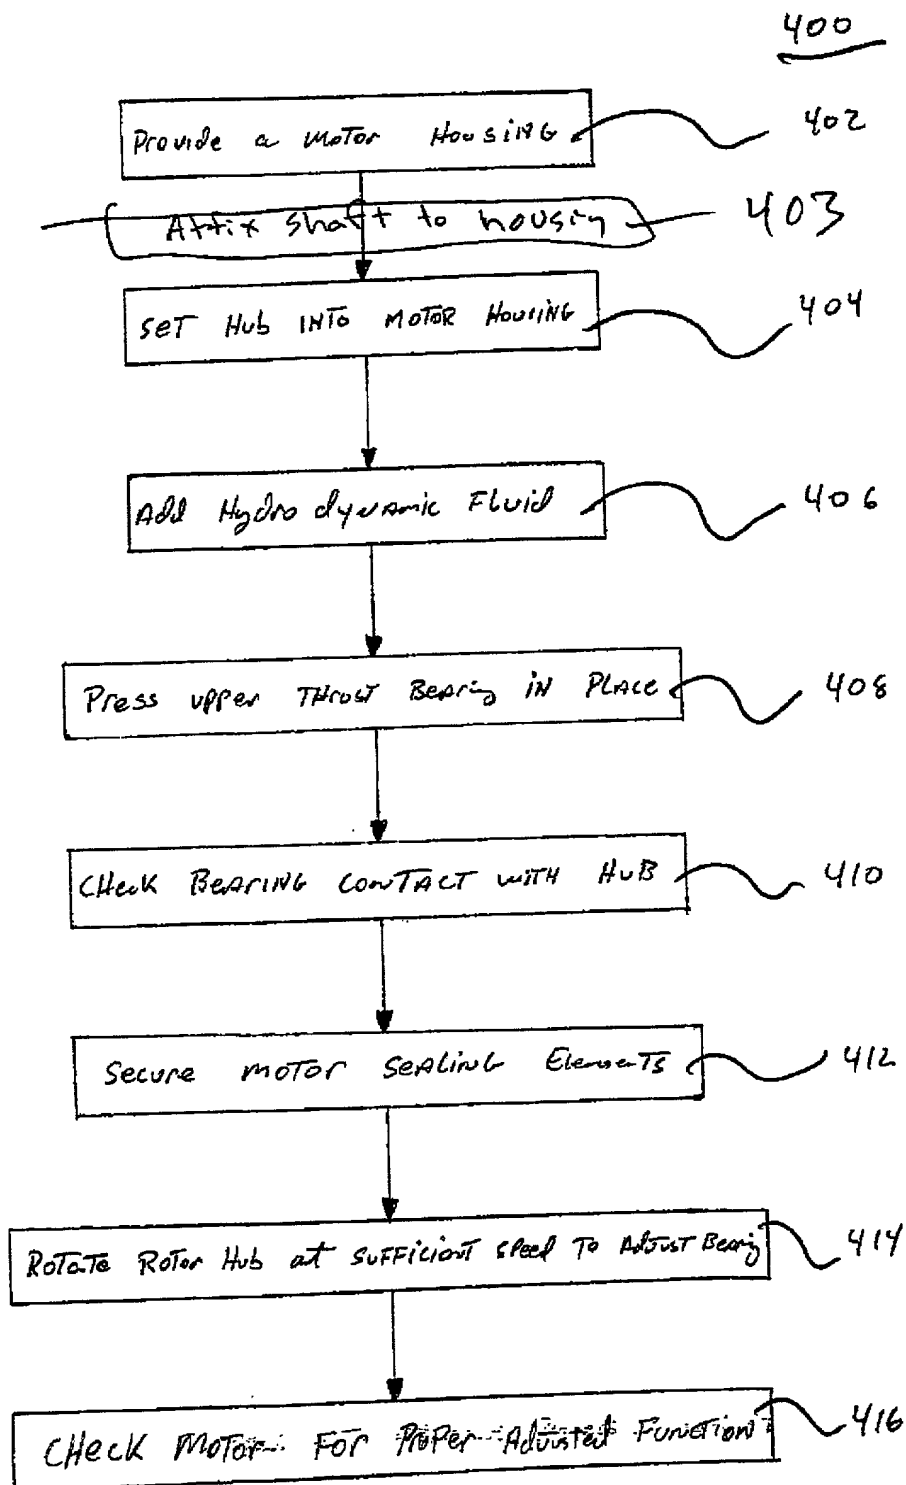 400
Provide a Motor Housing 402
Affix shaft to housin 403
Set Hub into Motor Housing 404
Add Hydrodynamic Fluid 406
Press upper Thrust Bearing in Place 408
Check Bearing Contact with Hub 410
Secure Motor Sealing Elements 412
Rotate Rotor Hub at sufficient speed to Adjust Bearing 414
Check Motor For Proper Adjusted Function 416